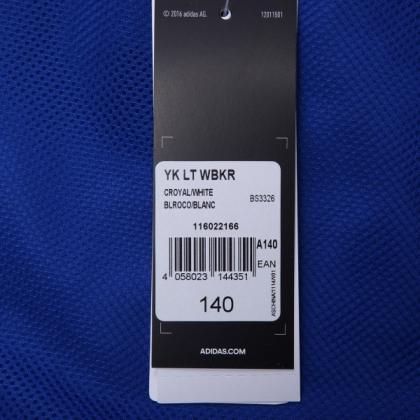 © 2016 adidas AG.
12011501
YK LT WBKR
CROYAL/WHITE
BLROCO/BLANC
BS3326
116022166
A140
EAN
4 058023 144351
140
ADIDAS.COM